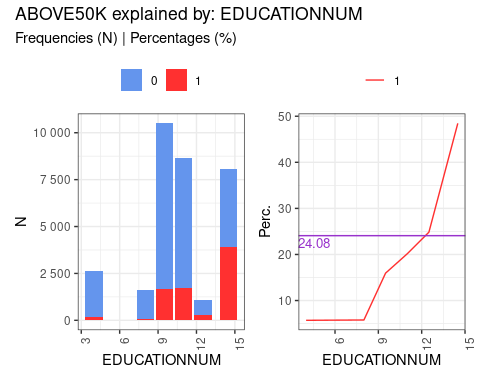 ABOVE50K explained by: EDUCATIONNUM
Frequencies (N) | Percentages (%)
0 1
1
10 000
7 500
5 000
2 500
0
N
3 6 9 12 15
EDUCATIONNUM
50
40
30
20
10
Perc.
24.08
6 9 12 15
EDUCATIONNUM